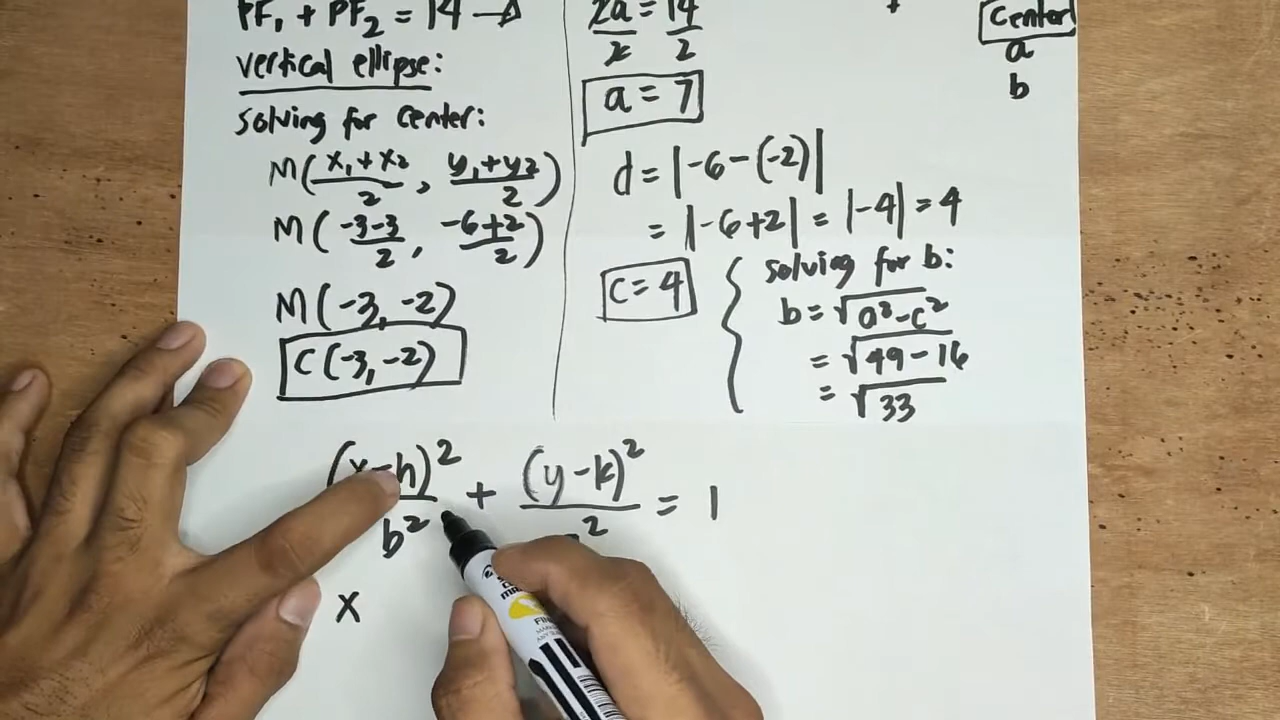 PF₁ + PF₂ = 14 →
vertical ellipse:
solving for center:
M(x₁+x₂/2, y₁+y₂/2)
M(-3-3/2, -6+2/2)
M(-3, -2)
C(-3, -2)
2a/2 = 14/2
a = 7
d = |-6-(-2)|
= |-6+2| = |-4| = 4
c = 4
solving for b:
b = √a²-c²
= √49-16
= √33
Center
a
b
(x-h)²/b² + (y-k)²/ ² = 1
x